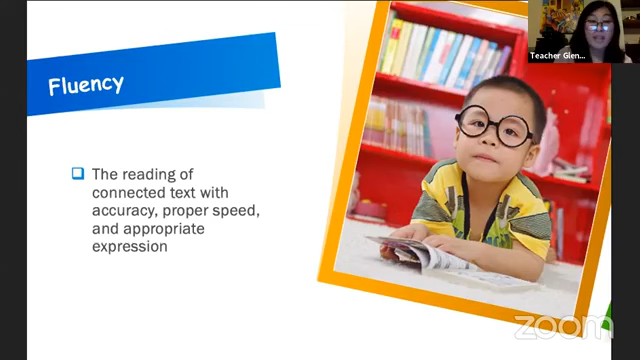 Fluency
The reading of
connected text with
accuracy, proper speed,
and appropriate
expression
Teacher Glen...
zoom